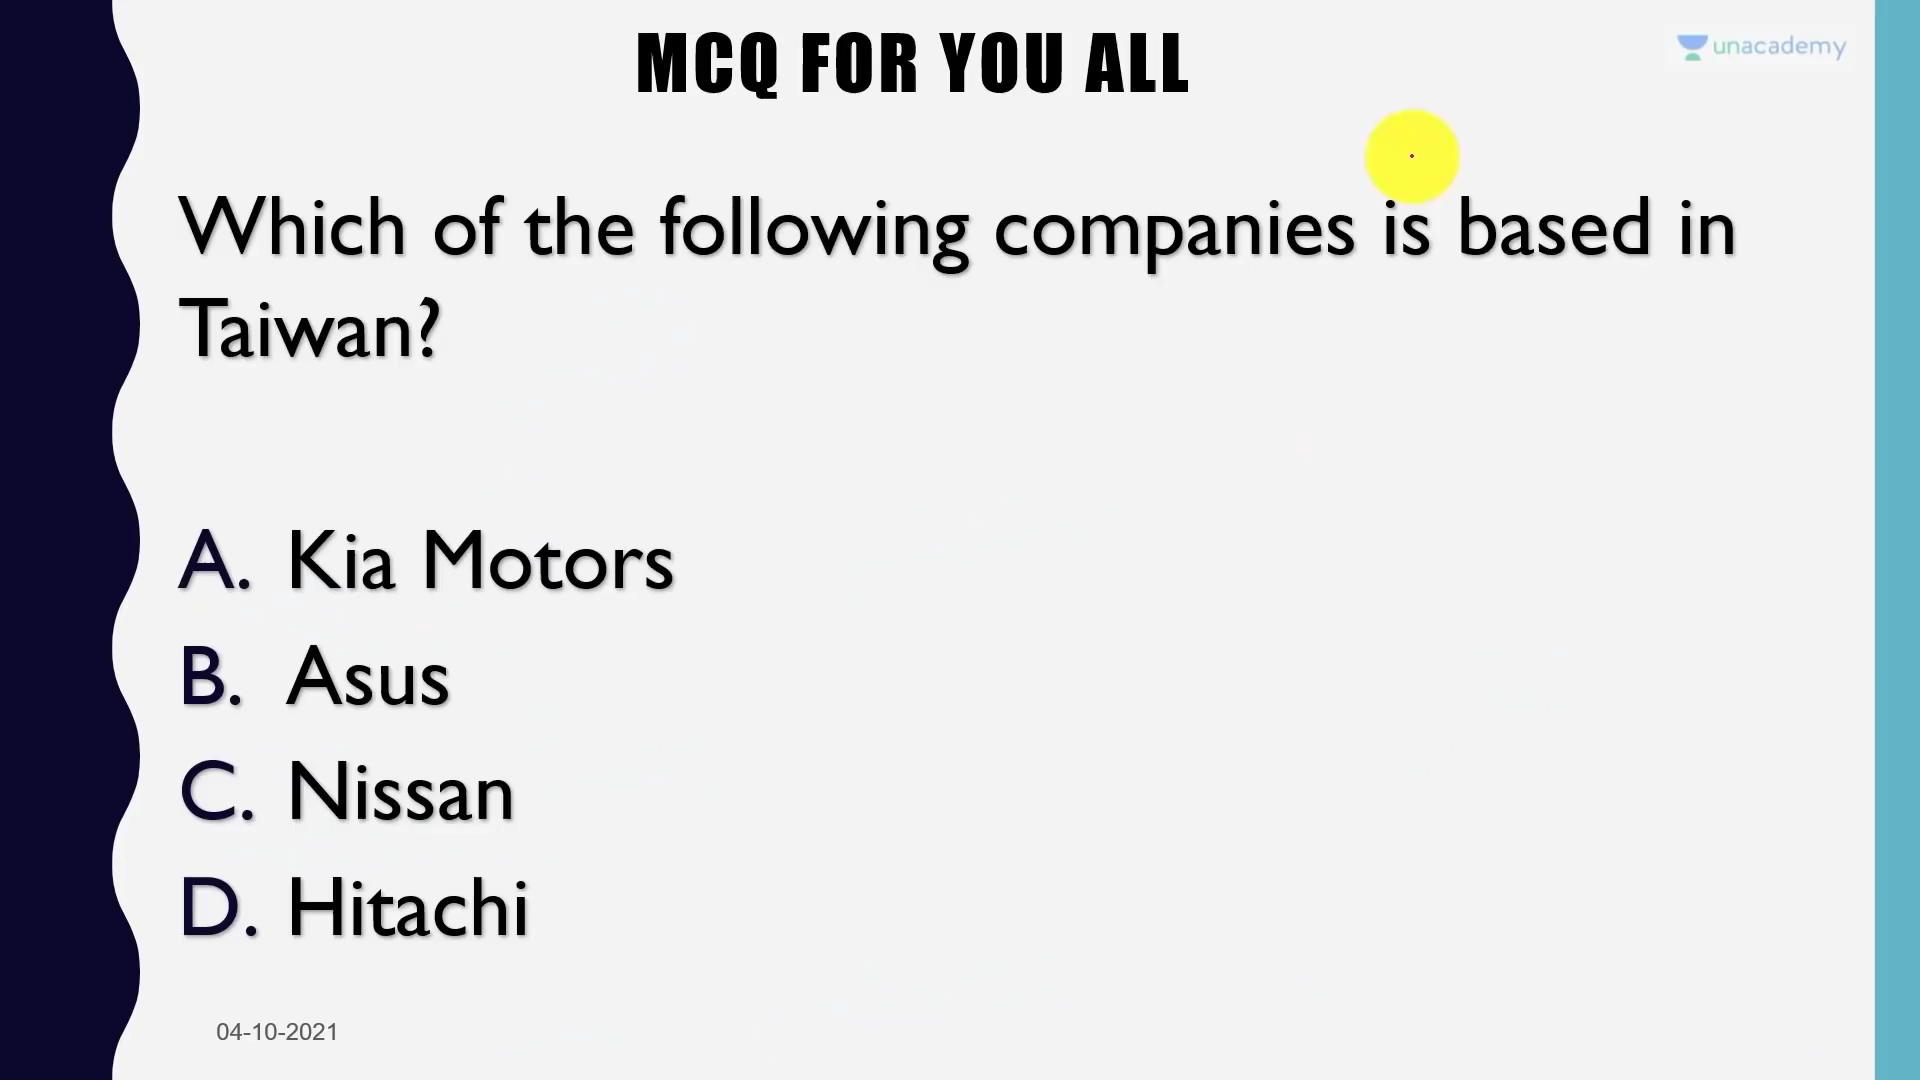 MCQ FOR YOU ALL
unacademy
Which of the following companies is based in
Taiwan?
A. Kia Motors
B. Asus
C. Nissan
D. Hitachi
04-10-2021